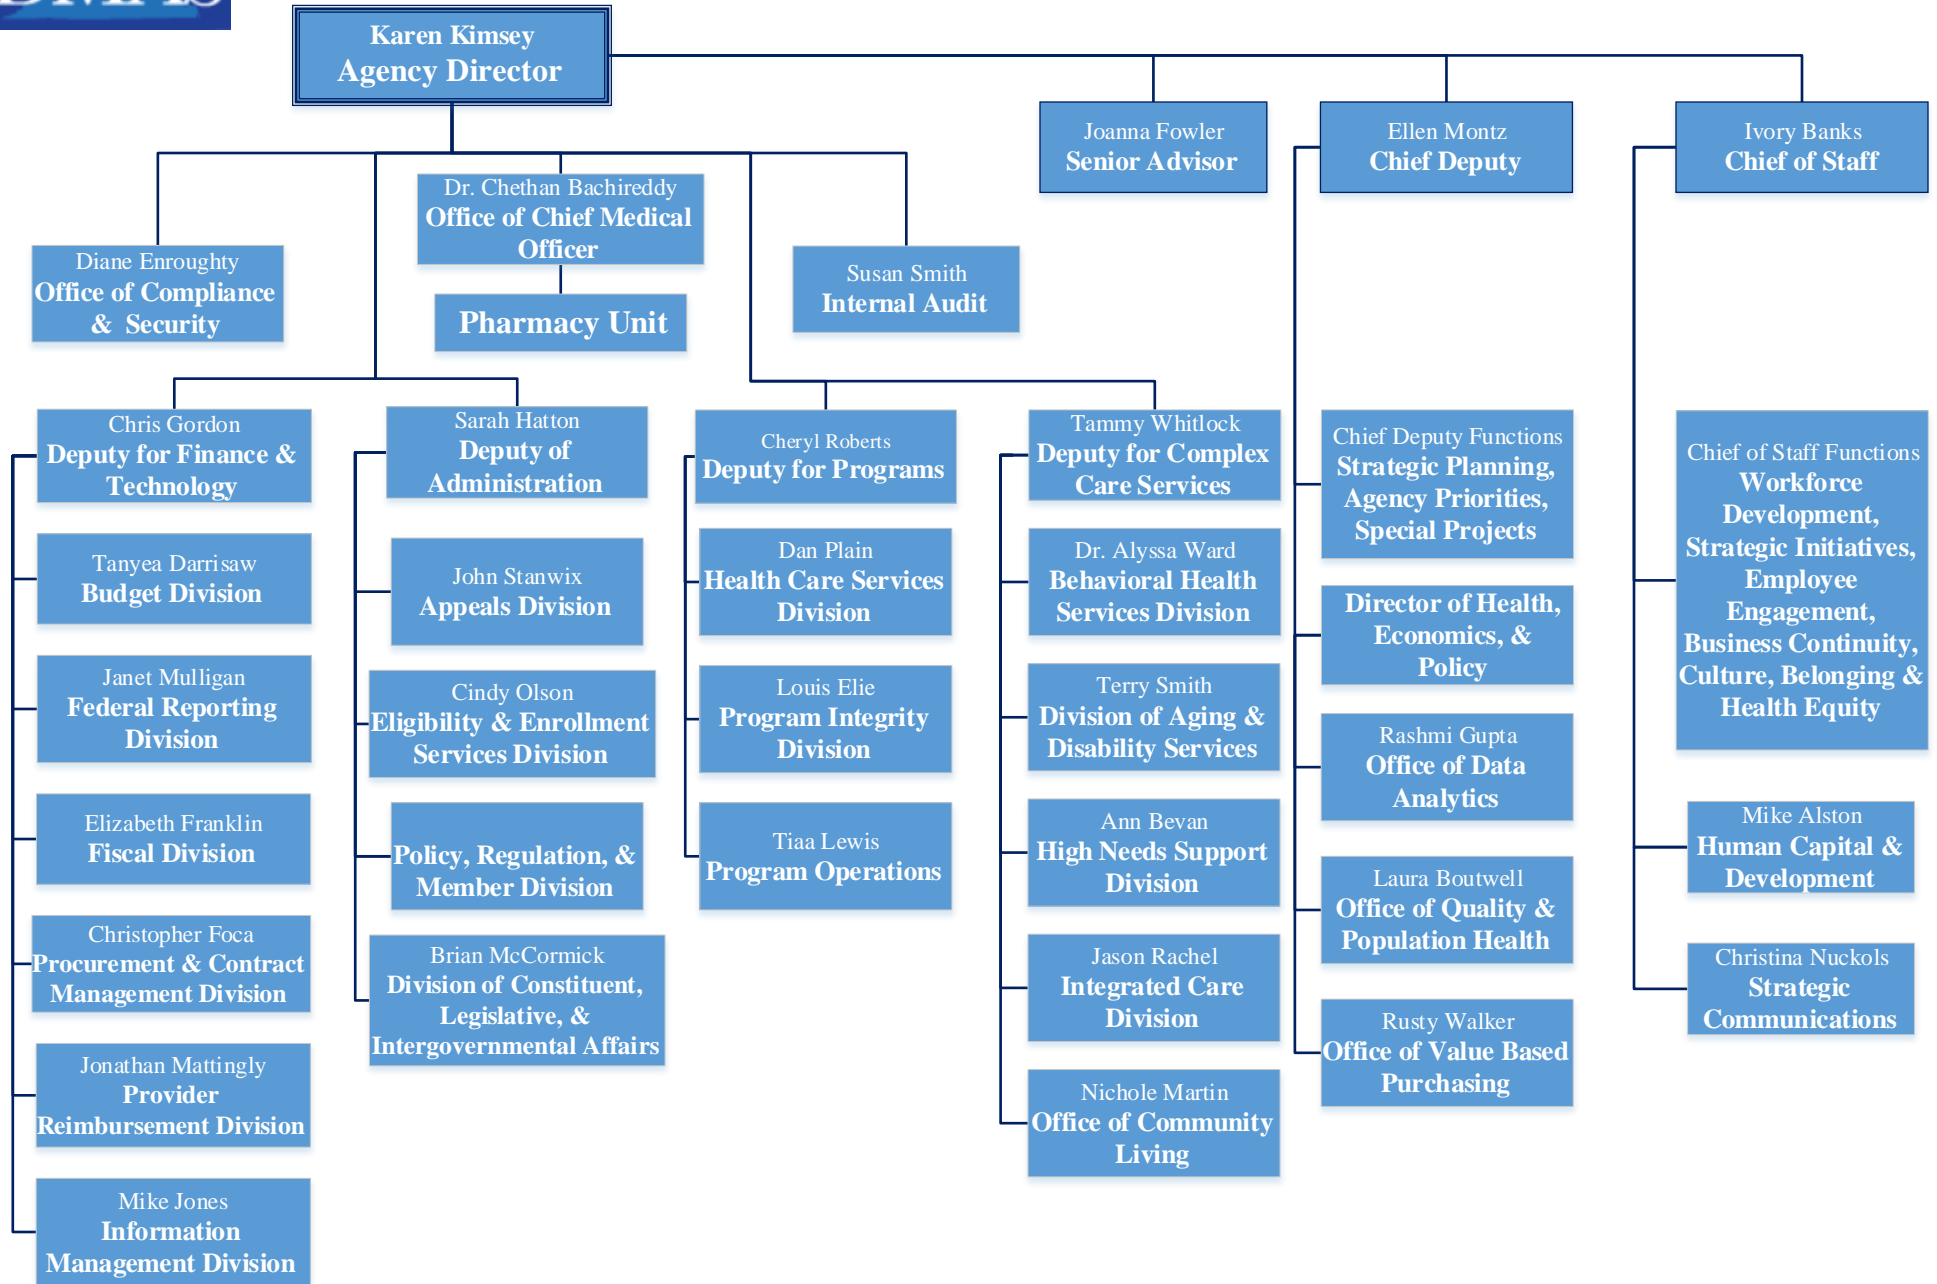 DMAS
Karen Kimsey
Agency Director
Joanna Fowler
Senior Advisor
Ellen Montz
Chief Deputy
Ivory Banks
Chief of Staff
Dr. Chethan Bachireddy
Office of Chief Medical
Officer
Diane Enroughty
Office of Compliance
& Security
Susan Smith
Internal Audit
Pharmacy Unit
Chris Gordon
Deputy for Finance &
Technology
Tanyea Darrisaw
Budget Division
Janet Mulligan
Federal Reporting
Division
Elizabeth Franklin
Fiscal Division
Christopher Foca
Procurement & Contract
Management Division
Jonathan Mattingly
Provider
Reimbursement Division
Mike Jones
Information
Management Division
Sarah Hatton
Deputy of
Administration
John Stanwix
Appeals Division
Cindy Olson
Eligibility & Enrollment
Services Division
Policy, Regulation, &
Member Division
Brian McCormick
Division of Constituent,
Legislative, &
Intergovernmental Affairs
Cheryl Roberts
Deputy for Programs
Dan Plain
Health Care Services
Division
Louis Elie
Program Integrity
Division
Tiaa Lewis
Program Operations
Tammy Whitlock
Deputy for Complex
Care Services
Dr. Alyssa Ward
Behavioral Health
Services Division
Terry Smith
Division of Aging &
Disability Services
Ann Bevan
High Needs Support
Division
Jason Rachel
Integrated Care
Division
Nichole Martin
Office of Community
Living
Chief Deputy Functions
Strategic Planning,
Agency Priorities,
Special Projects
Director of Health,
Economics, &
Policy
Rashmi Gupta
Office of Data
Analytics
Laura Boutwell
Office of Quality &
Population Health
Rusty Walker
Office of Value Based
Purchasing
Chief of Staff Functions
Workforce
Development,
Strategic Initiatives,
Employee
Engagement,
Business Continuity,
Culture, Belonging &
Health Equity
Mike Alston
Human Capital &
Development
Christina Nuckols
Strategic
Communications